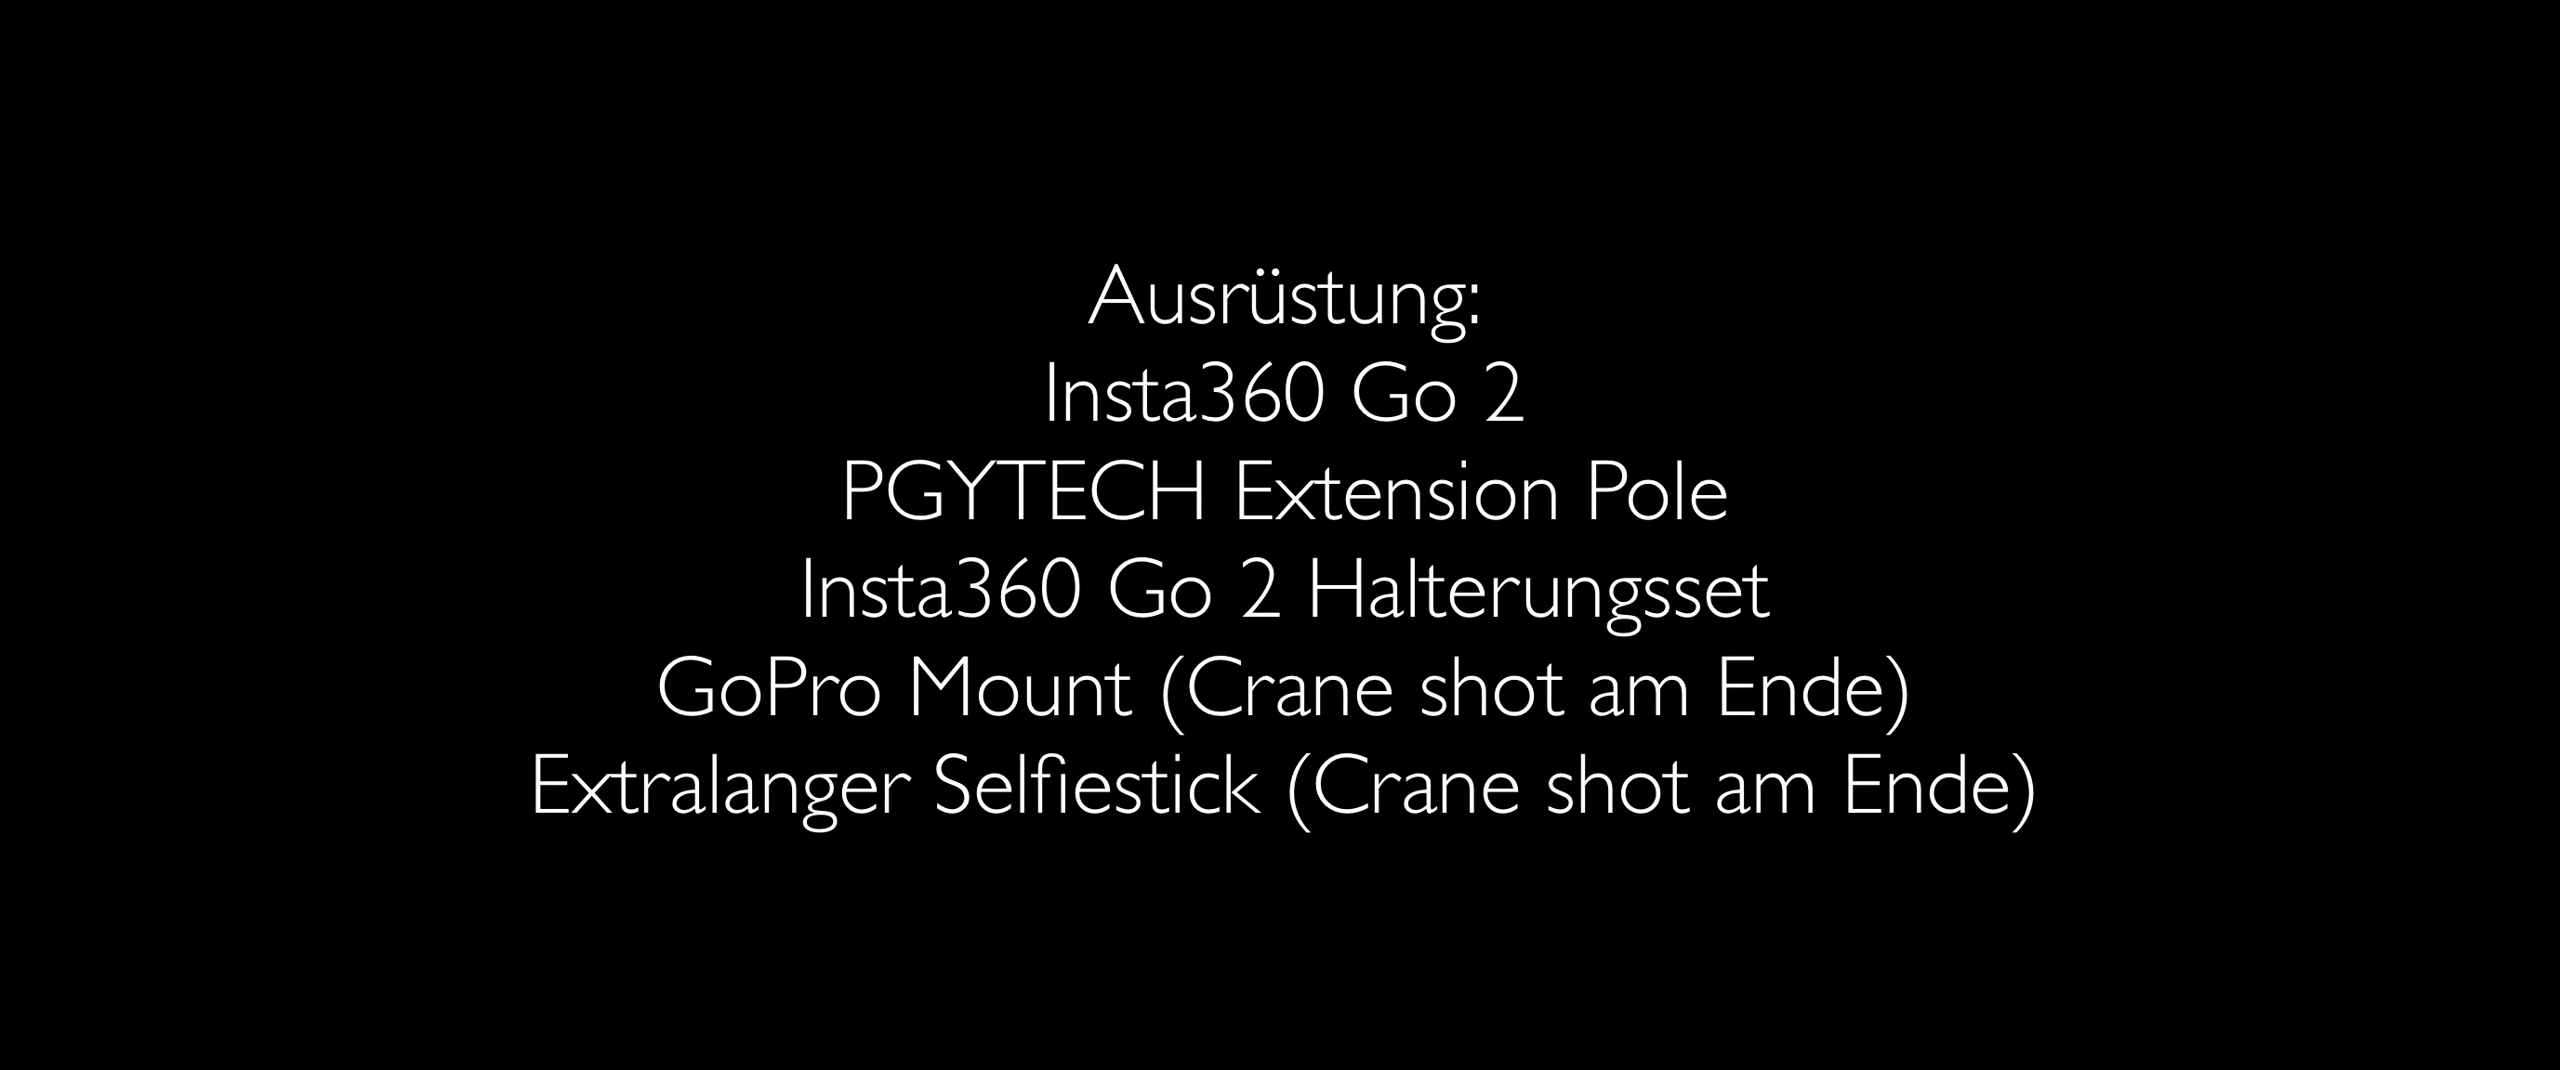 Ausrüstung:
Insta360 Go 2
PGYTECH Extension Pole
Insta360 Go 2 Halterungsset
GoPro Mount (Crane shot am Ende)
Extralanger Selfiestick (Crane shot am Ende)